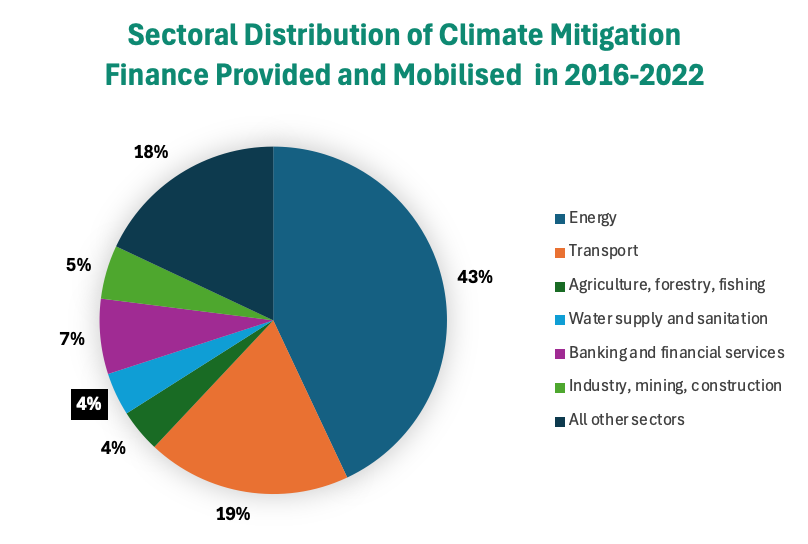 Sectoral Distribution of Climate Mitigation
Finance Provided and Mobilised in 2016-2022
18%
5%
7%
4%
4%
19%
43%
Energy
Transport
Agriculture, forestry, fishing
Water supply and sanitation
Banking and financial services
Industry, mining, construction
All other sectors